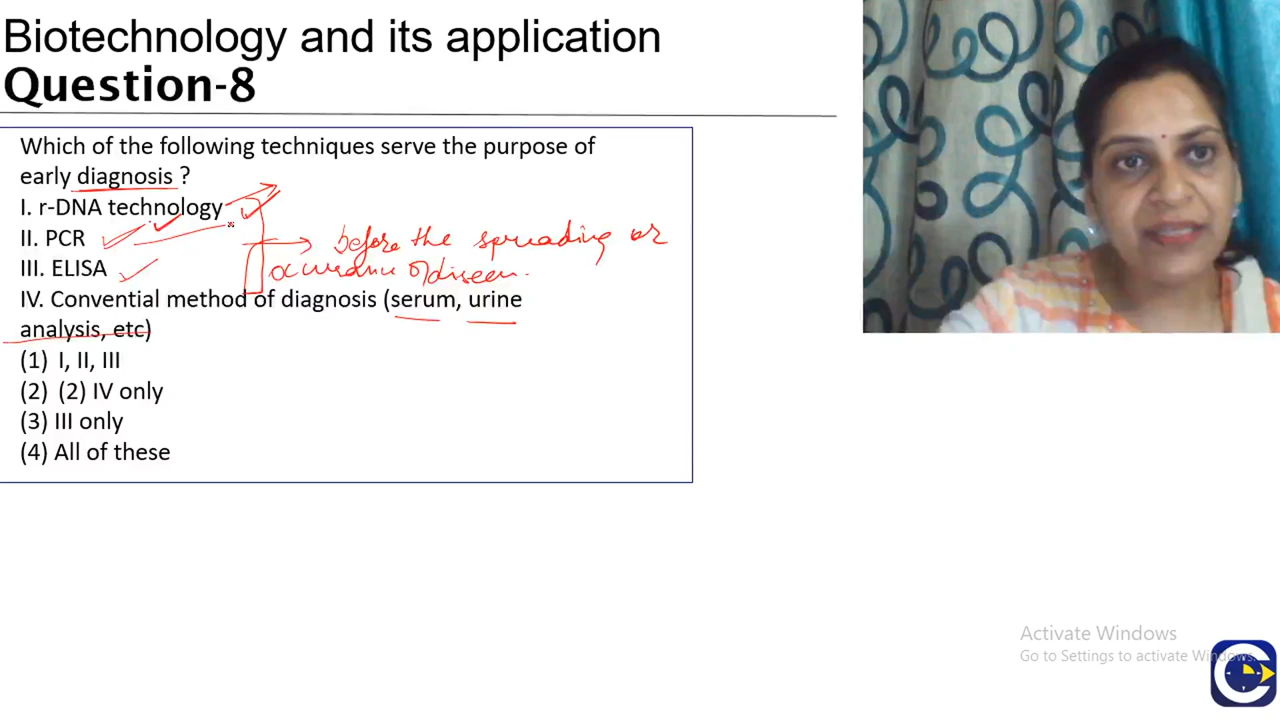 Biotechnology and its application
Question-8
Which of the following techniques serve the purpose of
early diagnosis ?
I. r-DNA technology
II. PCR
before the spreading or
III. ELISA
of
IV. Convential method of diagnosis (serum, urine
analysis, etc)
(1) I, II, III
(2) (2) IV only
(3) III only
(4) All of these
Activate Windows
Go to Settings to activate Windows.